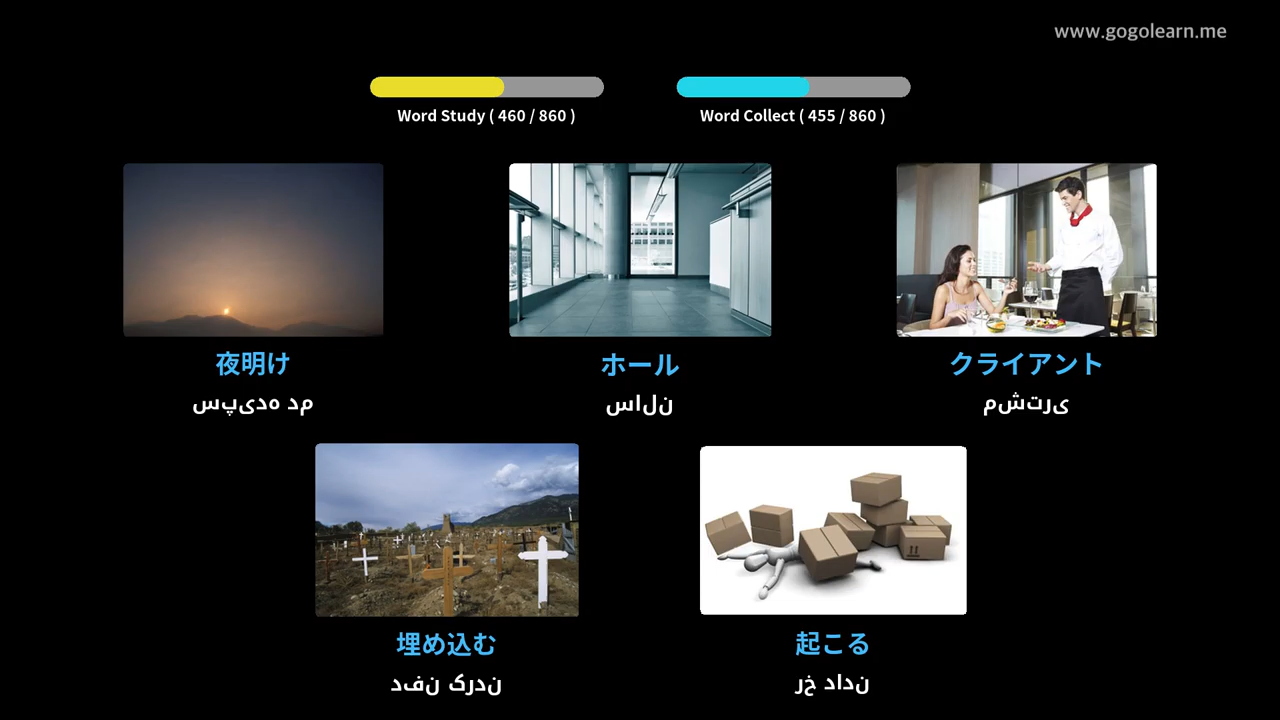 www.gogolearn.me
Word Study ( 460 / 860 )
Word Collect ( 455 / 860 )
夜明け
مد هدیپس
ホール
نلاس
クライアント
یرتشم
埋め込む
ندرک نفد
起こる
نداد خر